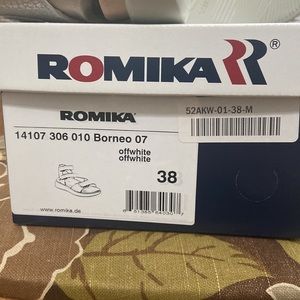 ROMIKA ®
52AKW-01-38-M
ROMIKA®
14107 306 010 Borneo 07
offwhite
offwhite
38
www.romika.de